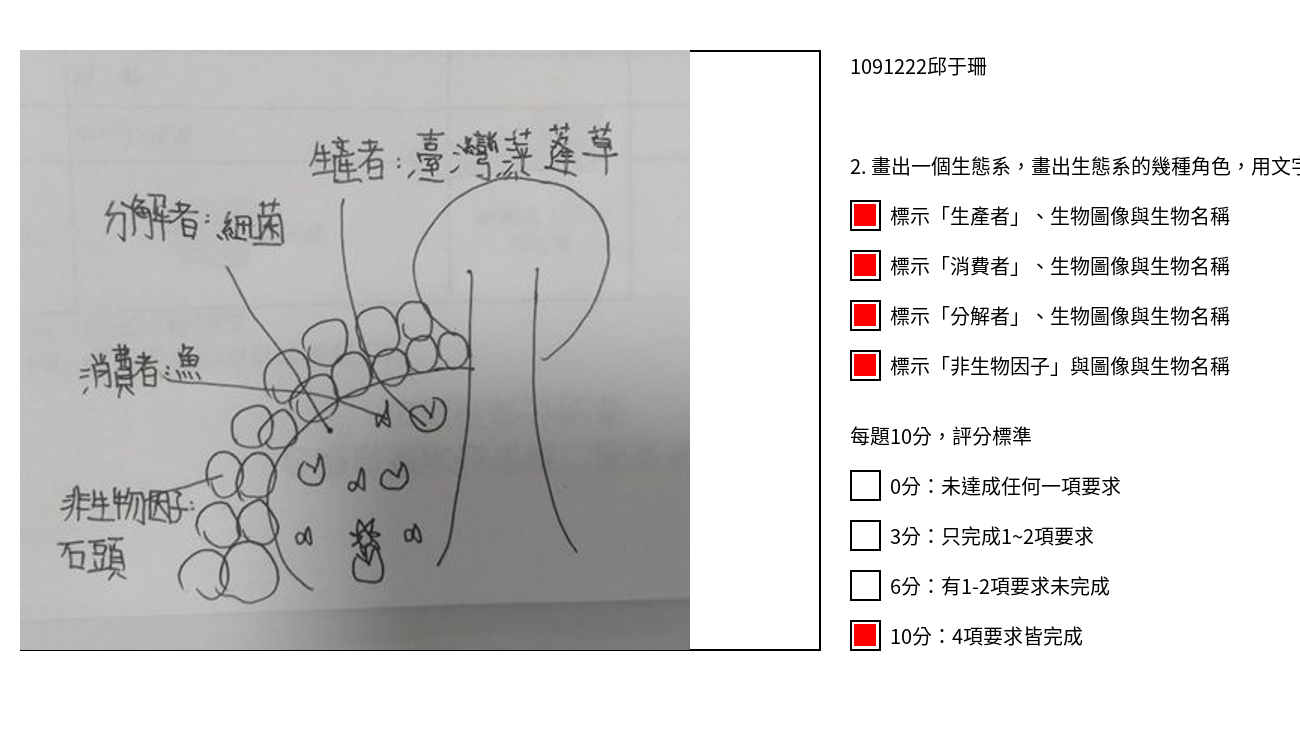 生產者：臺灣萍蓬草
分解者：細菌
消費者：魚
非生物因子：
石頭
1091222邱于珊
2. 畫出一個生態系，畫出生態系的幾種角色，用文字
標示「生產者」、生物圖像與生物名稱
標示「消費者」、生物圖像與生物名稱
標示「分解者」、生物圖像與生物名稱
標示「非生物因子」與圖像與生物名稱
每題10分，評分標準
0分：未達成任何一項要求
3分：只完成1~2項要求
6分：有1-2項要求未完成
10分：4項要求皆完成